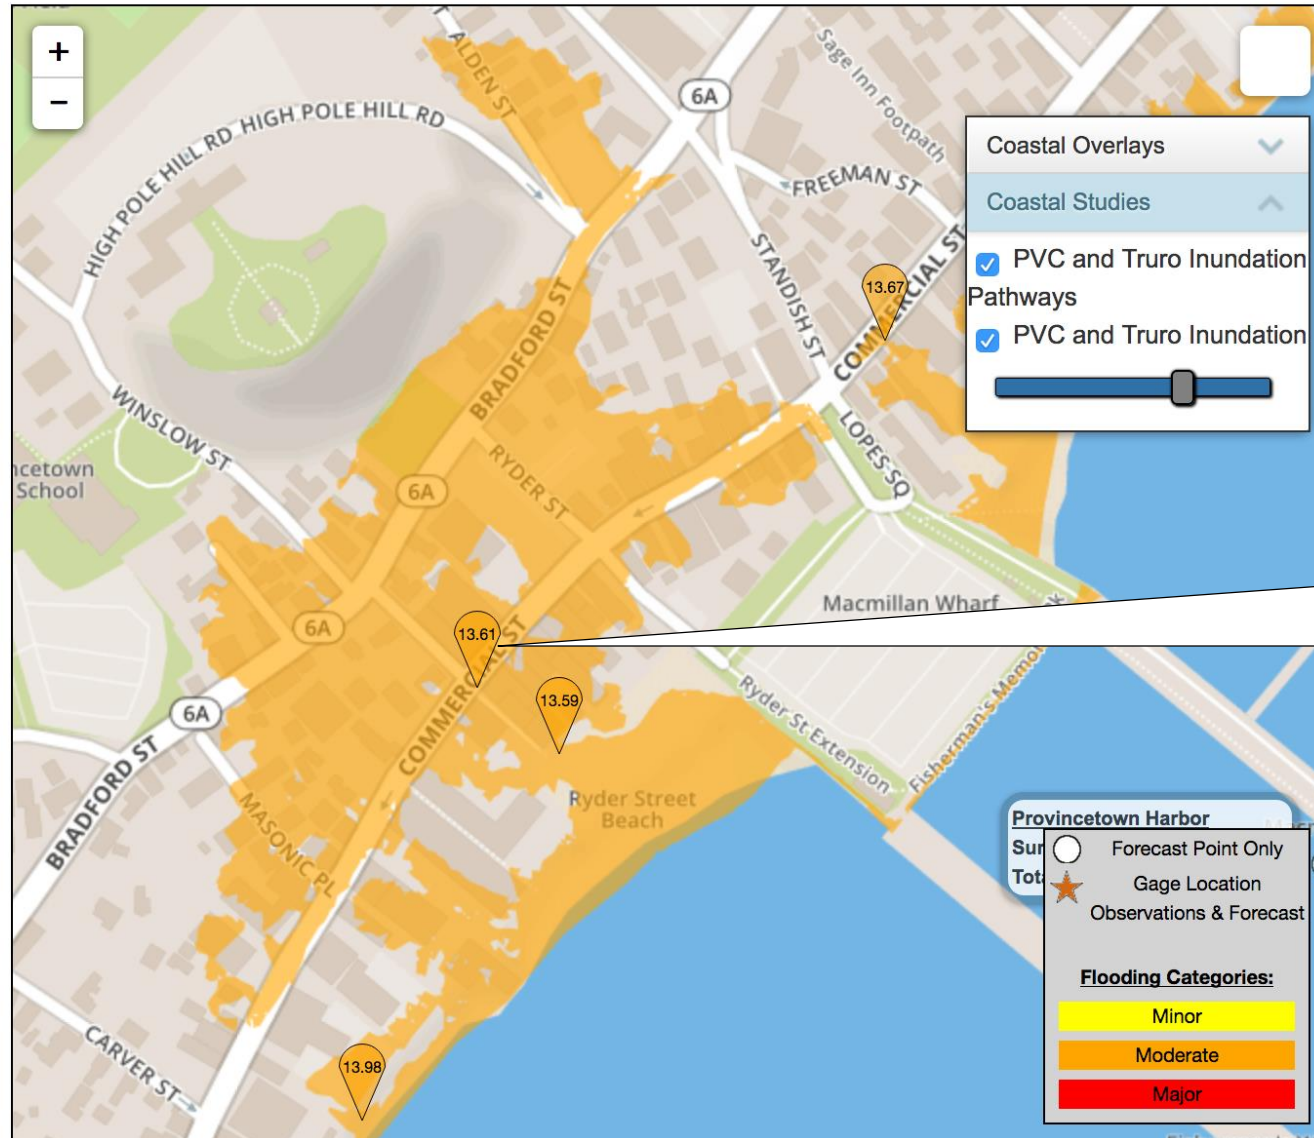 +
−
ALDEN ST
6A
Sage Inn Footpath
HIGH POLE HILL RD
HIGH POLE HILL RD
Coastal Overlays
Coastal Studies
PVC and Truro Inundation
Pathways
PVC and Truro Inundation
FREEMAN ST
STANDISH ST
COMMERCIAL ST
13.67
BRADFORD ST
WINSLOW ST
LOPES SQ
RYDER ST
6A
School
Macmillan Wharf
6A
13.61
COMMERCIAL ST
13.59
6A
Ryder St Extension
BRADFORD ST
MASONIC PL
Ryder Street
Beach
Provincetown Harbor
Forecast Point Only
Gage Location
Observations & Forecast
Flooding Categories:
Minor
Moderate
Major
CARVER ST
13.98